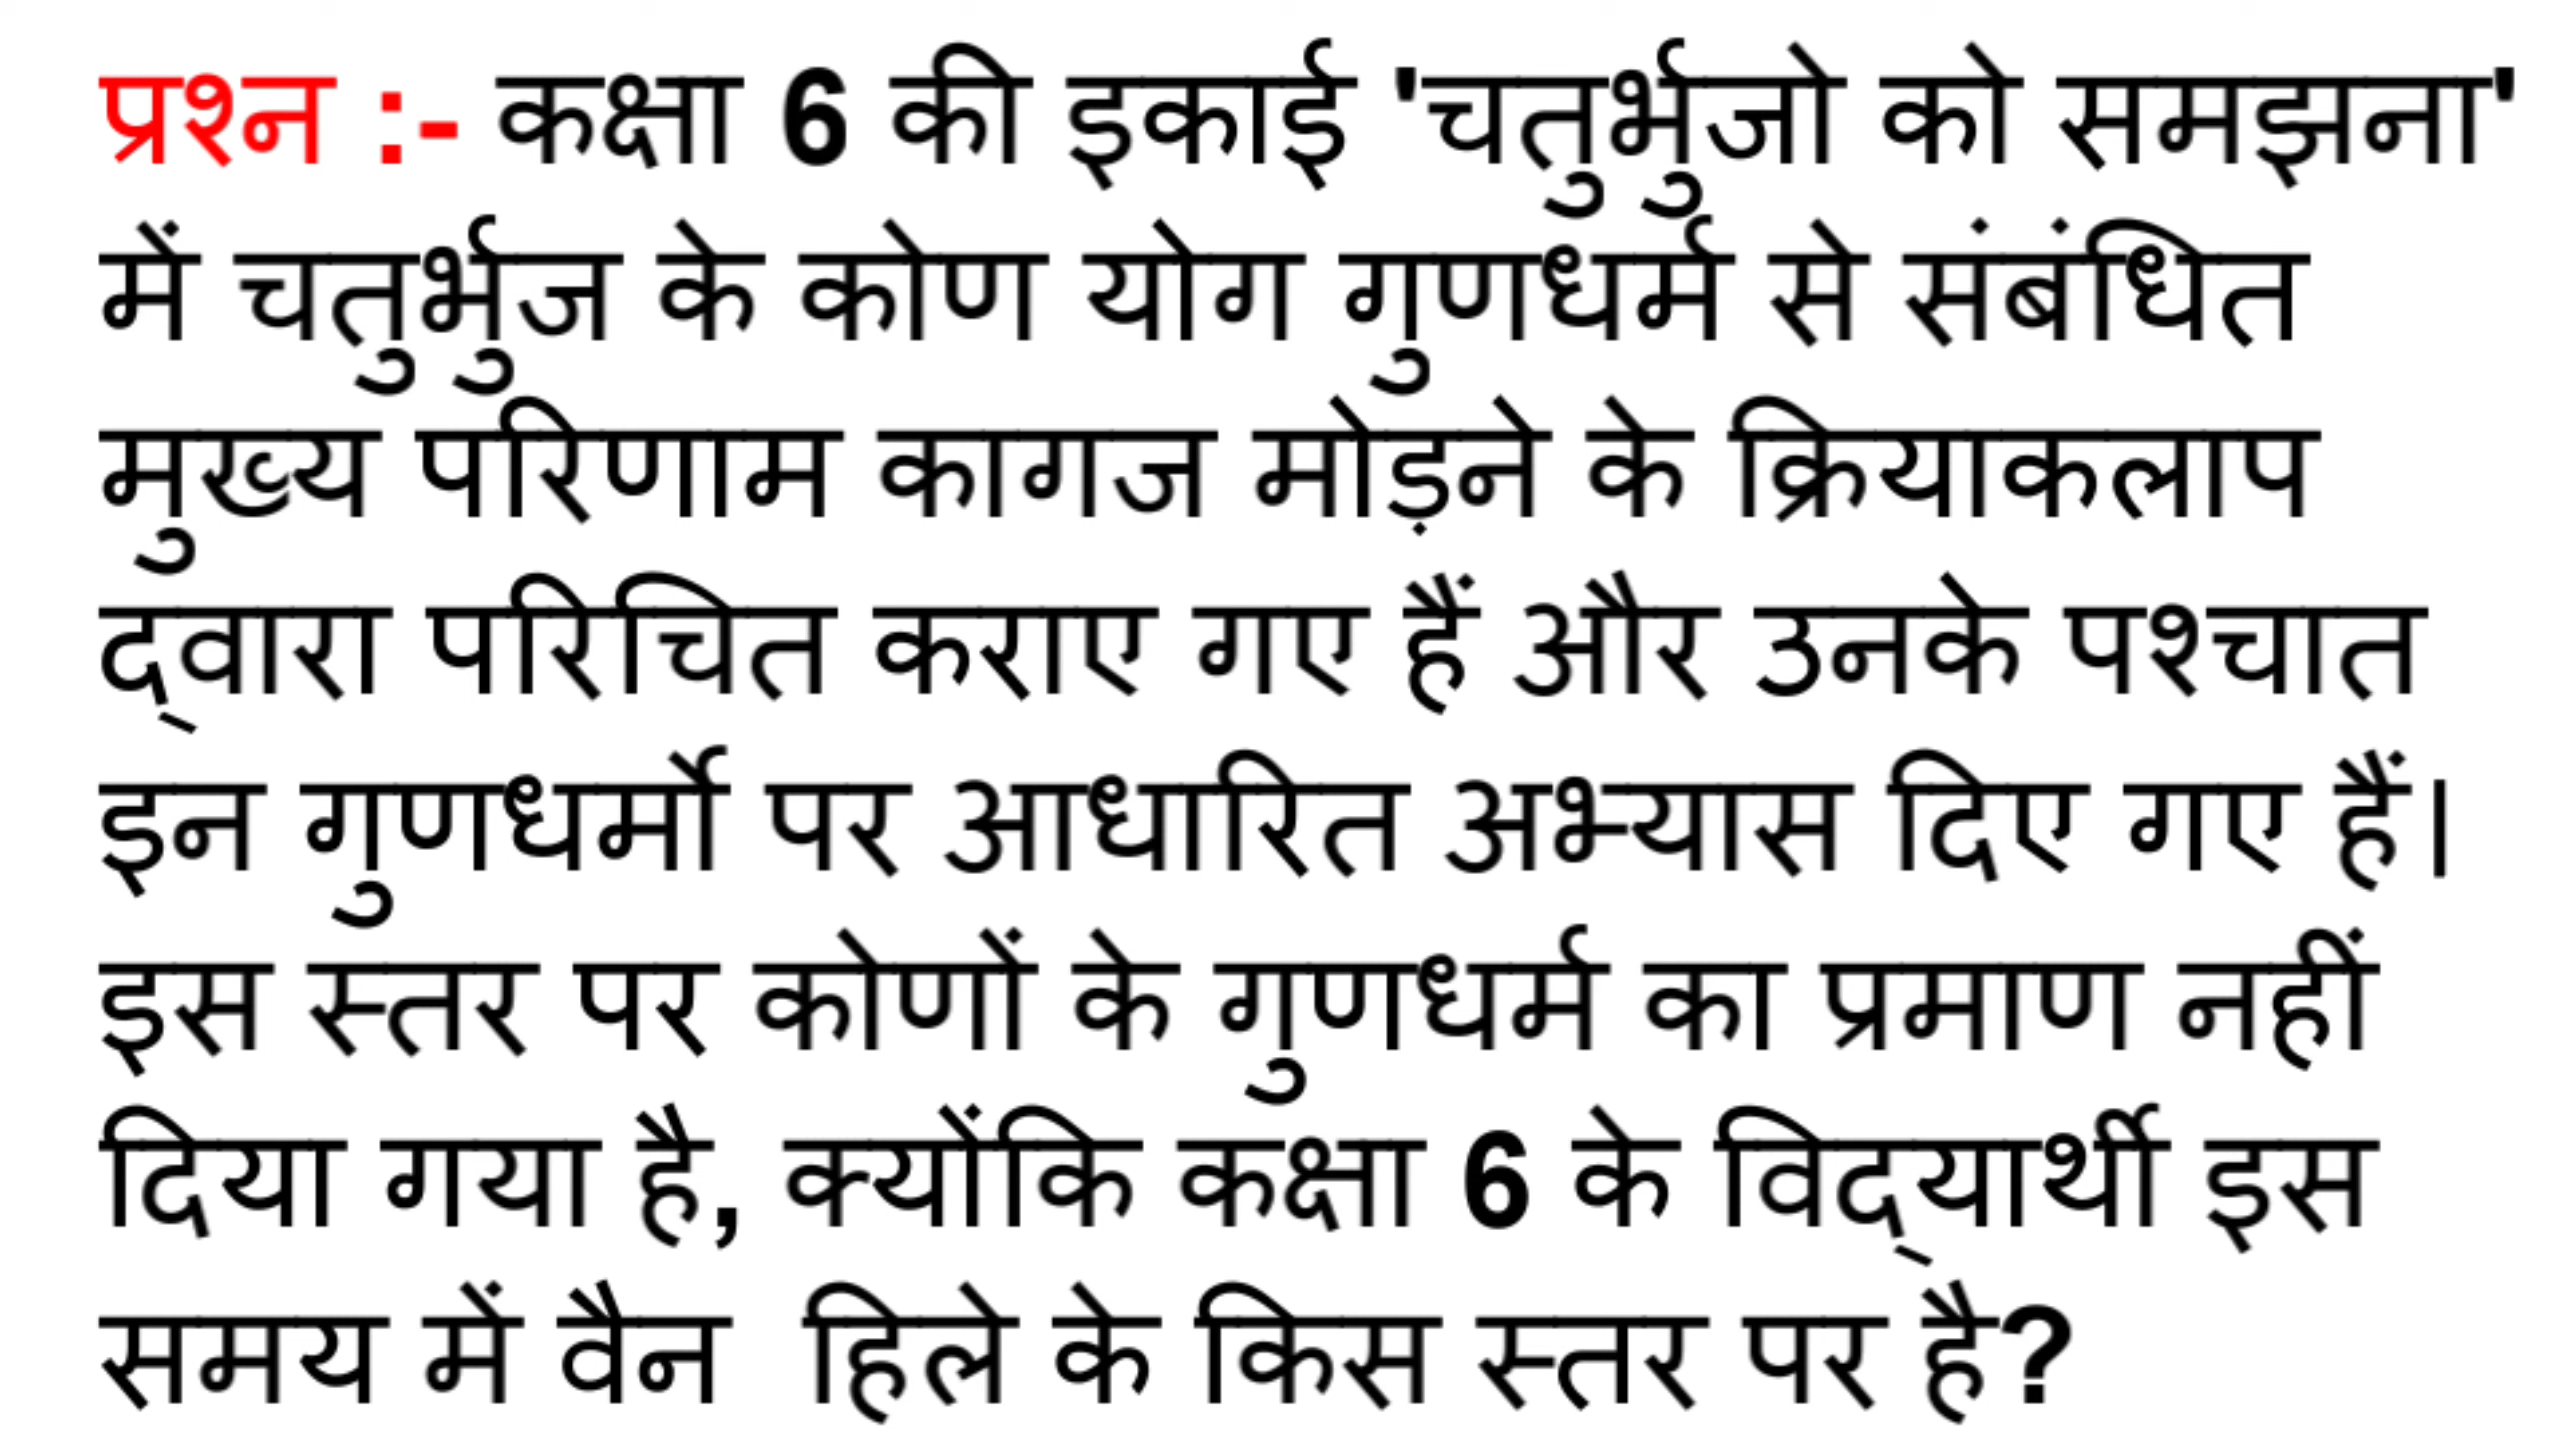 प्रश्न :- कक्षा 6 की इकाई 'चतुर्भुजो को समझना'
में चतुर्भुज के कोण योग गुणधर्म से संबंधित
मुख्य परिणाम कागज मोड़ने के क्रियाकलाप
द्वारा परिचित कराए गए हैं और उनके पश्चात
इन गुणधर्मो पर आधारित अभ्यास दिए गए हैं।
इस स्तर पर कोणों के गुणधर्म का प्रमाण नहीं
दिया गया है, क्योंकि कक्षा 6 के विद्यार्थी इस
समय में वैन हिले के किस स्तर पर है?